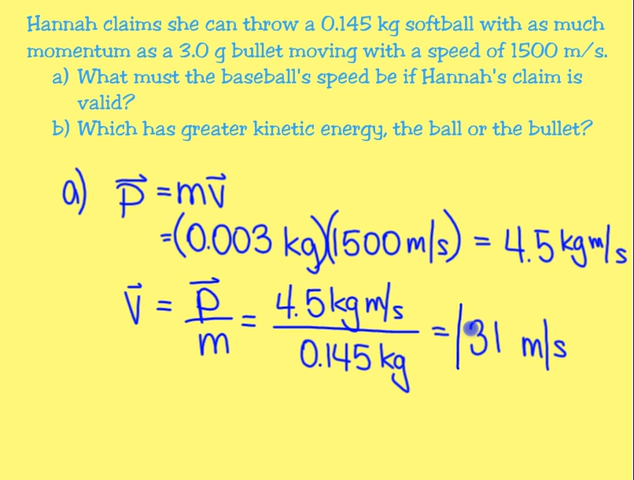 Hannah claims she can throw a 0.145 kg softball with as much
momentum as a 3.0 g bullet moving with a speed of 1500 m/s.
a) What must the baseball's speed be if Hannah's claim is
valid?
b) Which has greater kinetic energy, the ball or the bullet?
a) p⃗ = mv⃗
=(0.003 kg)(1500 m/s) = 4.5 kg m/s
v⃗ = p⃗/m = 4.5 kg m/s / 0.145 kg = 31 m/s